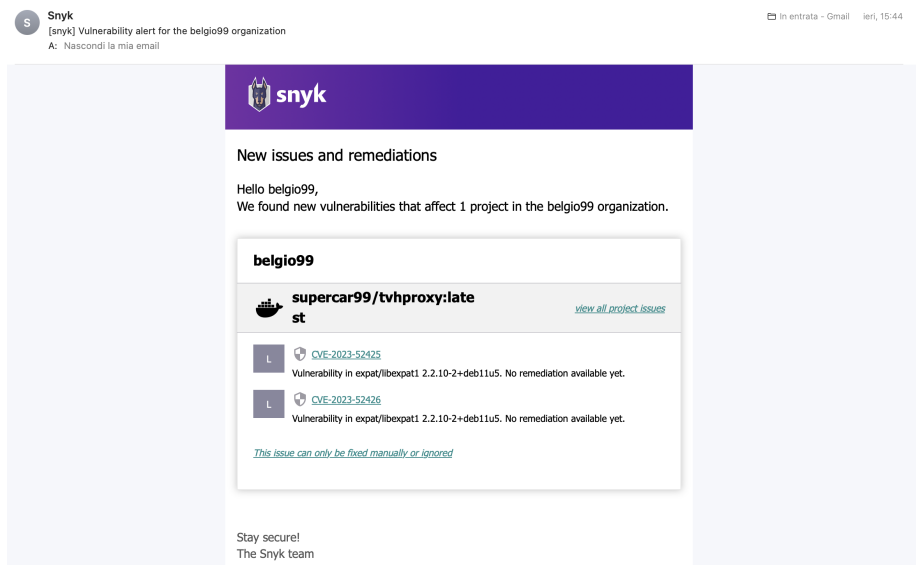 S
Snyk
[snyk] Vulnerability alert for the belgio99 organization
A: Nascondi la mia email
In entrata - Gmail ieri, 15:44
snyk
New issues and remediations
Hello belgio99,
We found new vulnerabilities that affect 1 project in the belgio99 organization.
belgio99
supercar99/tvhproxy:late
st
view all project issues
L
CVE-2023-52425
Vulnerability in expat/libexpat1 2.2.10-2+deb11u5. No remediation available yet.
L
CVE-2023-52426
Vulnerability in expat/libexpat1 2.2.10-2+deb11u5. No remediation available yet.
This issue can only be fixed manually or ignored
Stay secure!
The Snyk team